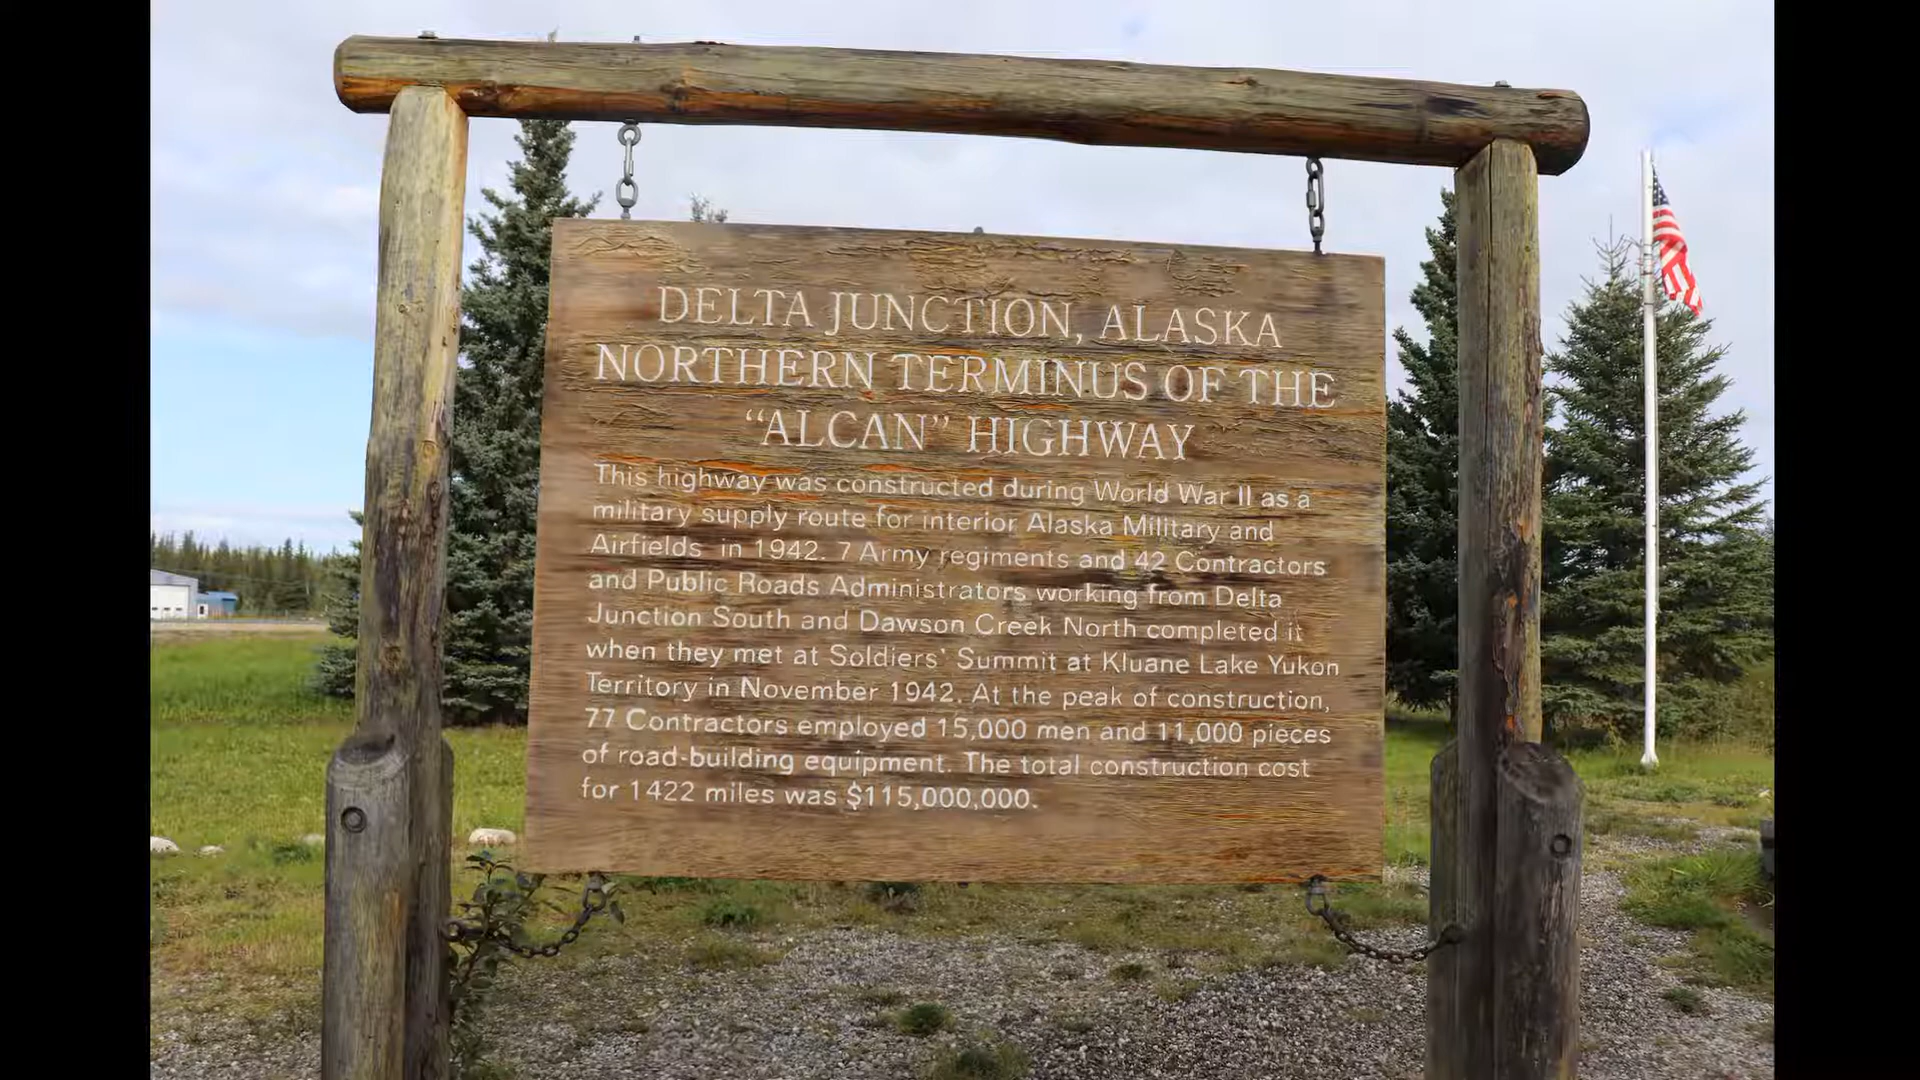 DELTA JUNCTION, ALASKA
NORTHERN TERMINUS OF THE
“ALCAN” HIGHWAY
This highway was constructed during World War II as a
military supply route for interior Alaska Military and
Airfields in 1942. 7 Army regiments and 42 Contractors
and Public Roads Administrators working from Delta
Junction South and Dawson Creek North completed it
when they met at Soldiers’ Summit at Kluane Lake Yukon
Territory in November 1942. At the peak of construction,
77 Contractors employed 15,000 men and 11,000 pieces
of road-building equipment. The total construction cost
for 1422 miles was $115,000,000.